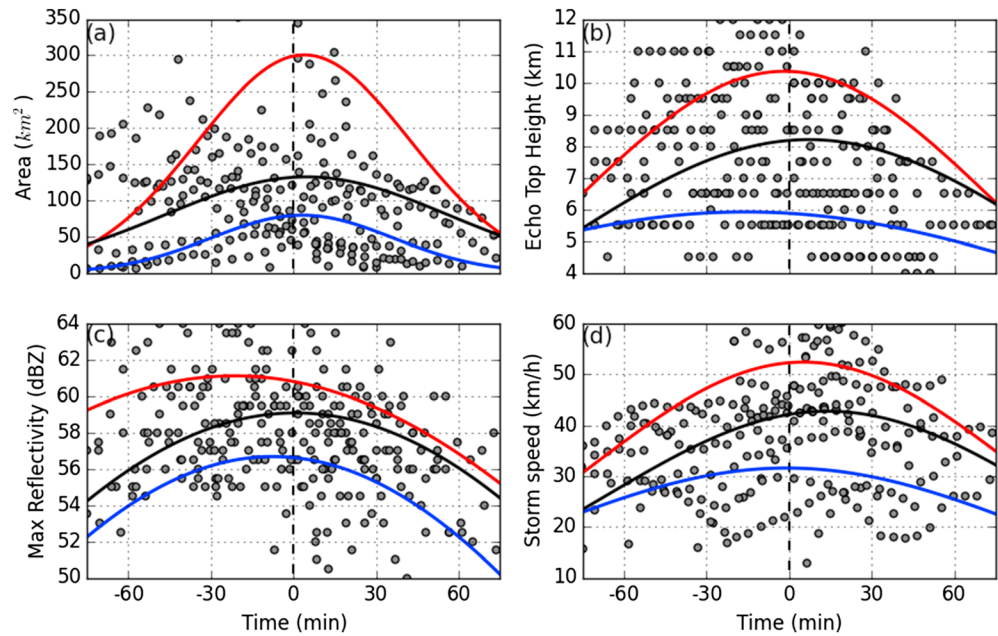 350
300
250
200
150
100
50
0
Area (km²)
(a)
12
11
10
9
8
7
6
5
4
Echo Top Height (km)
(b)
64
62
60
58
56
54
52
50
Max Reflectivity (dBZ)
(c)
-60 -30 0 30 60
Time (min)
60
50
40
30
20
10
Storm speed (km/h)
(d)
-60 -30 0 30 60
Time (min)